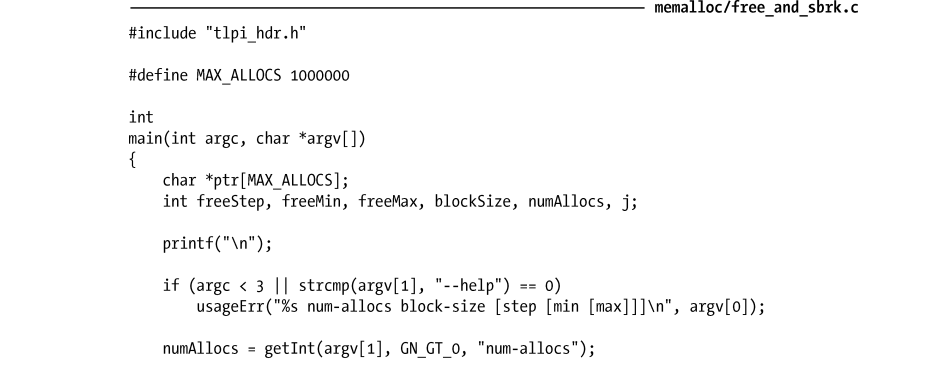 memalloc/free_and_sbrk.c
#include "tlpi_hdr.h"
#define MAX_ALLOCS 1000000
int
main(int argc, char *argv[])
{
    char *ptr[MAX_ALLOCS];
    int freeStep, freeMin, freeMax, blockSize, numAllocs, j;
    printf("\n");
    if (argc < 3 || strcmp(argv[1], "--help") == 0)
        usageErr("%s num-allocs block-size [step [min [max]]]\n", argv[0]);
    numAllocs = getInt(argv[1], GN_GT_0, "num-allocs");